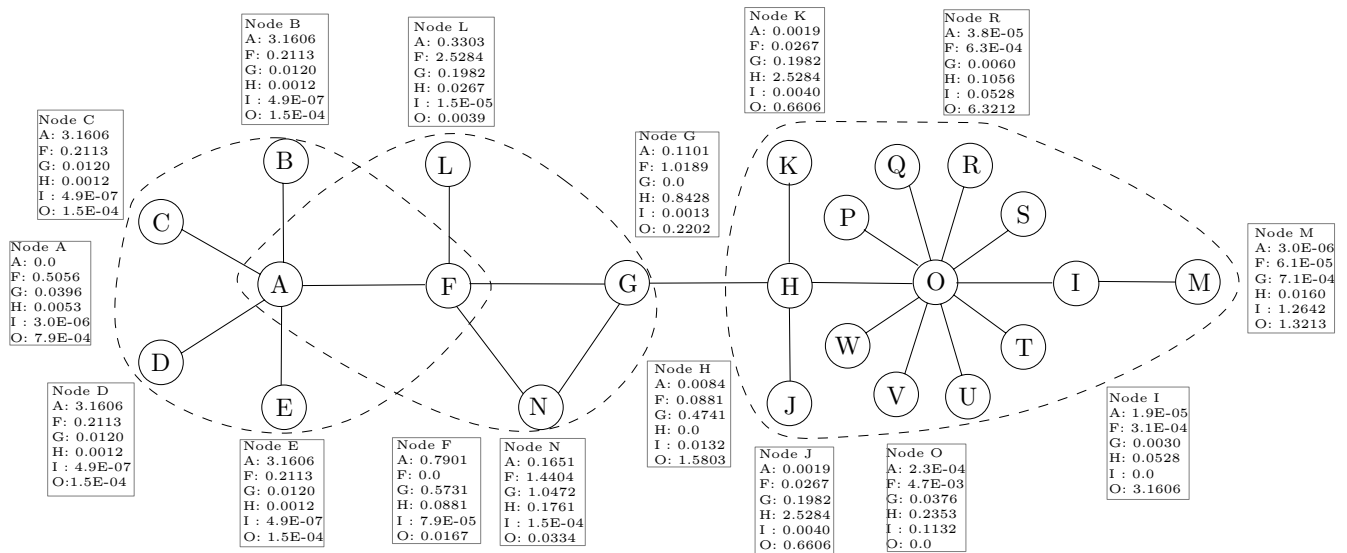 Node B
A: 3.1606
F: 0.2113
G: 0.0120
H: 0.0012
I : 4.9E-07
O: 1.5E-04
Node L
A: 0.3303
F: 2.5284
G: 0.1982
H: 0.0267
I : 1.5E-05
O: 0.0039
Node K
A: 0.0019
F: 0.0267
G: 0.1982
H: 2.5284
I : 0.0040
O: 0.6606
Node R
A: 3.8E-05
F: 6.3E-04
G: 0.0060
H: 0.1056
I : 0.0528
O: 6.3212
Node C
A: 3.1606
F: 0.2113
G: 0.0120
H: 0.0012
I : 4.9E-07
O: 1.5E-04
Node G
A: 0.1101
F: 1.0189
G: 0.0
H: 0.8428
I : 0.0013
O: 0.2202
Node A
A: 0.0
F: 0.5056
G: 0.0396
H: 0.0053
I : 3.0E-06
O: 7.9E-04
Node M
A: 3.0E-06
F: 6.1E-05
G: 7.1E-04
H: 0.0160
I : 1.2642
O: 1.3213
B
L
K
Q
R
C
P
S
A
F
G
H
O
I
M
D
W
T
E
N
J
V
U
Node D
A: 3.1606
F: 0.2113
G: 0.0120
H: 0.0012
I : 4.9E-07
O:1.5E-04
Node H
A: 0.0084
F: 0.0881
G: 0.4741
H: 0.0
I : 0.0132
O: 1.5803
Node I
A: 1.9E-05
F: 3.1E-04
G: 0.0030
H: 0.0528
I : 0.0
O: 3.1606
Node E
A: 3.1606
F: 0.2113
G: 0.0120
H: 0.0012
I : 4.9E-07
O: 1.5E-04
Node F
A: 0.7901
F: 0.0
G: 0.5731
H: 0.0881
I : 7.9E-05
O: 0.0167
Node N
A: 0.1651
F: 1.4404
G: 1.0472
H: 0.1761
I : 1.5E-04
O: 0.0334
Node J
A: 0.0019
F: 0.0267
G: 0.1982
H: 2.5284
I : 0.0040
O: 0.6606
Node O
A: 2.3E-04
F: 4.7E-03
G: 0.0376
H: 0.2353
I : 0.1132
O: 0.0